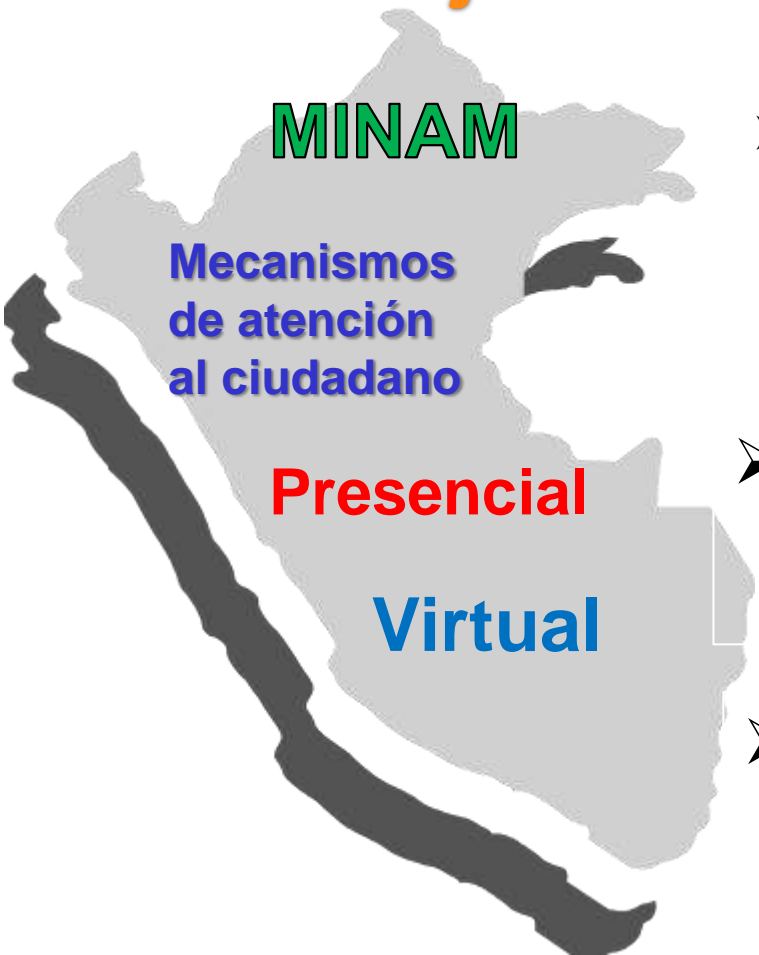 MINAM
Mecanismos
de atención
al ciudadano
Presencial
Virtual